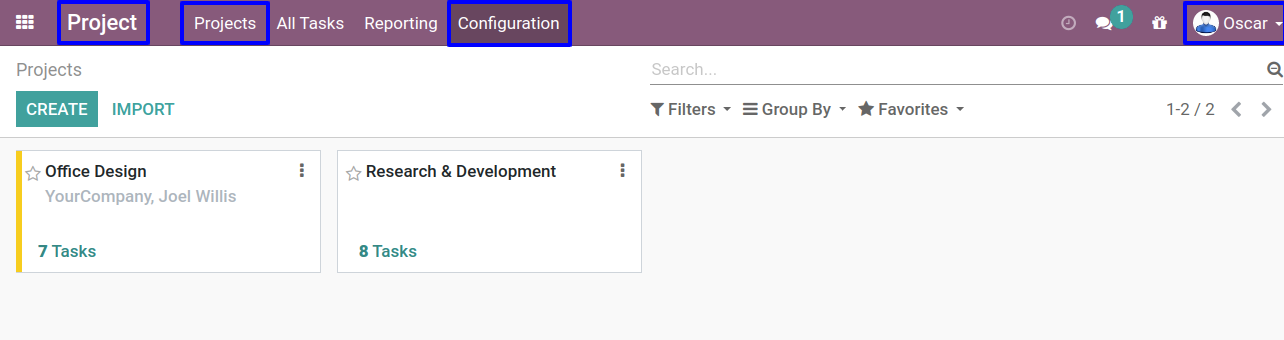 Project Projects All Tasks Reporting Configuration 1 Oscar
Projects Search...
CREATE IMPORT Filters Group By Favorites 1-2 / 2
Office Design
YourCompany, Joel Willis
7 Tasks
Research & Development
8 Tasks